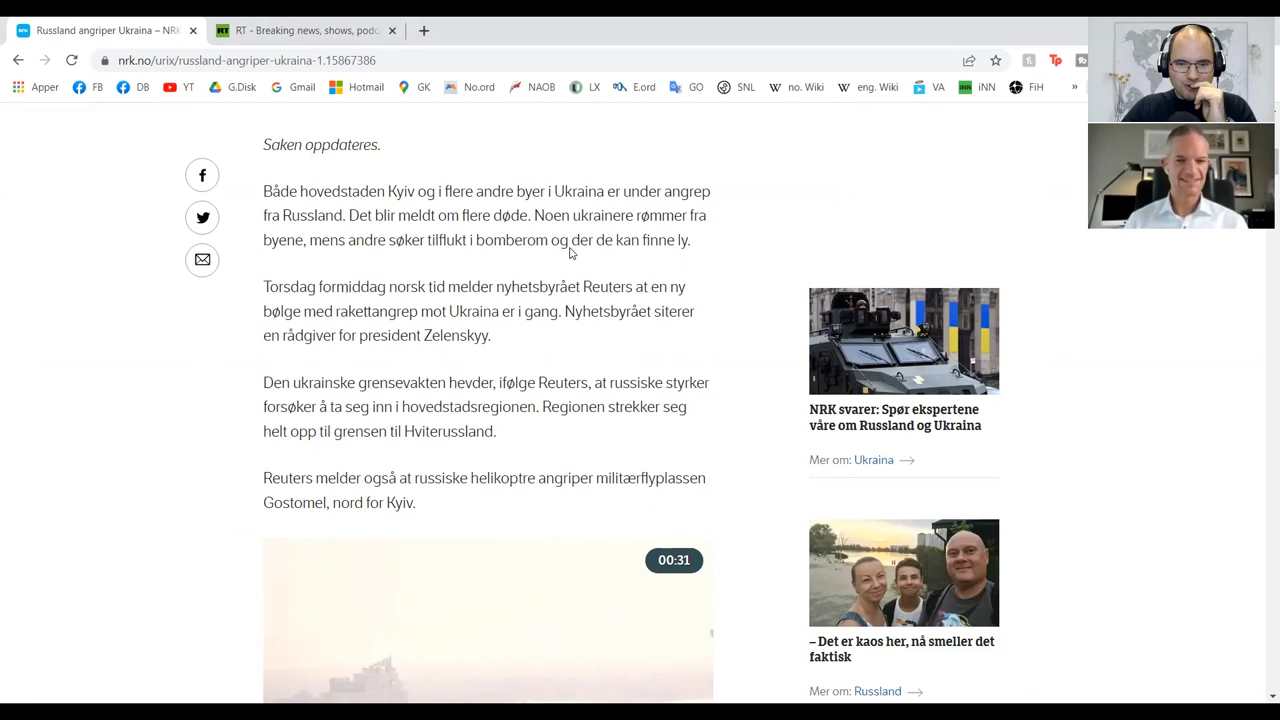 Russland angriper Ukraina – NRK
RT - Breaking news, shows, podc
nrk.no/urix/russland-angriper-ukraina-1.15867586
Apper FB DB YT G.Disk Gmail Hotmail GK No.ord NAOB LX E.ord GO SNL no. Wiki eng. Wiki VA iNN FiH »
Saken oppdateres.
Både hovedstaden Kyiv og i flere andre byer i Ukraina er under angrep
fra Russland. Det blir meldt om flere døde. Noen ukrainere rømmer fra
byene, mens andre søker tilflukt i bomberom og der de kan finne ly.
Torsdag formiddag norsk tid melder nyhetsbyrået Reuters at en ny
bølge med rakettangrep mot Ukraina er i gang. Nyhetsbyrået siterer
en rådgiver for president Zelenskyy.
Den ukrainske grensevakten hevder, ifølge Reuters, at russiske styrker
forsøker å ta seg inn i hovedstadsregionen. Regionen strekker seg
helt opp til grensen til Hviterussland.
Reuters melder også at russiske helikoptre angriper militærflyplassen
Gostomel, nord for Kyiv.
00:31
NRK svarer: Spør ekspertene
våre om Russland og Ukraina
Mer om: Ukraina
– Det er kaos her, nå smeller det
faktisk
Mer om: Russland